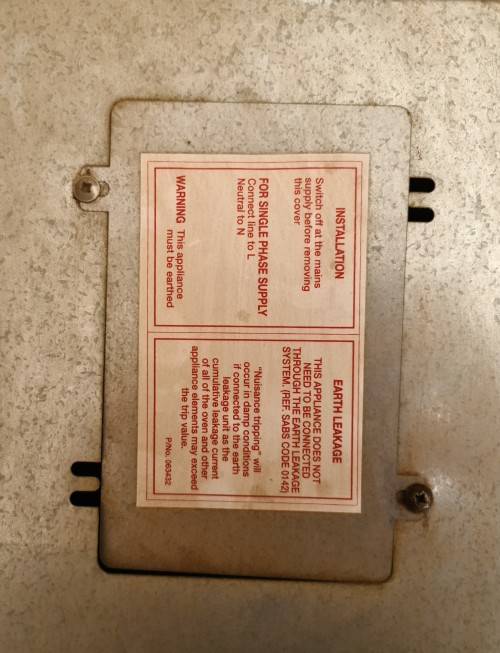 INSTALLATION
Switch off at the mains
supply before removing
this cover
FOR SINGLE PHASE SUPPLY
Connect line to L
Neutral to N
WARNING This appliance
must be earthed
EARTH LEAKAGE
THIS APPLIANCE DOES NOT
NEED TO BE CONNECTED
THROUGH THE EARTH LEAKAGE
SYSTEM. (REF. SABS CODE 0142)
"Nuisance tripping" will
occur in damp conditions
if connected to the earth
leakage unit as the
cumulative leakage current
of all of the oven and other
appliance elements may exceed
the trip value.
P/No. 063432